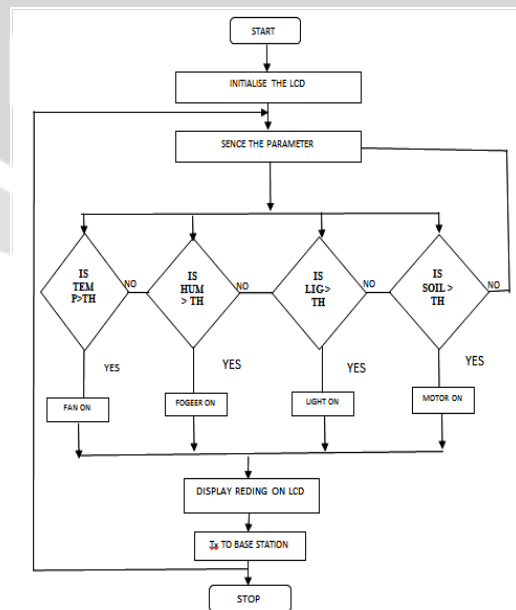 START
INITIALISE THE LCD
SENCE THE PARAMETER
IS
TEM
P>TH
NO
IS
HUM
> TH
NO
IS
LIG>
TH
NO
IS
SOIL >
TH
NO
YES
YES
YES
YES
FAN ON
FOGEER ON
LIGHT ON
MOTOR ON
DISPLAY REDING ON LCD
Tx TO BASE STATION
STOP